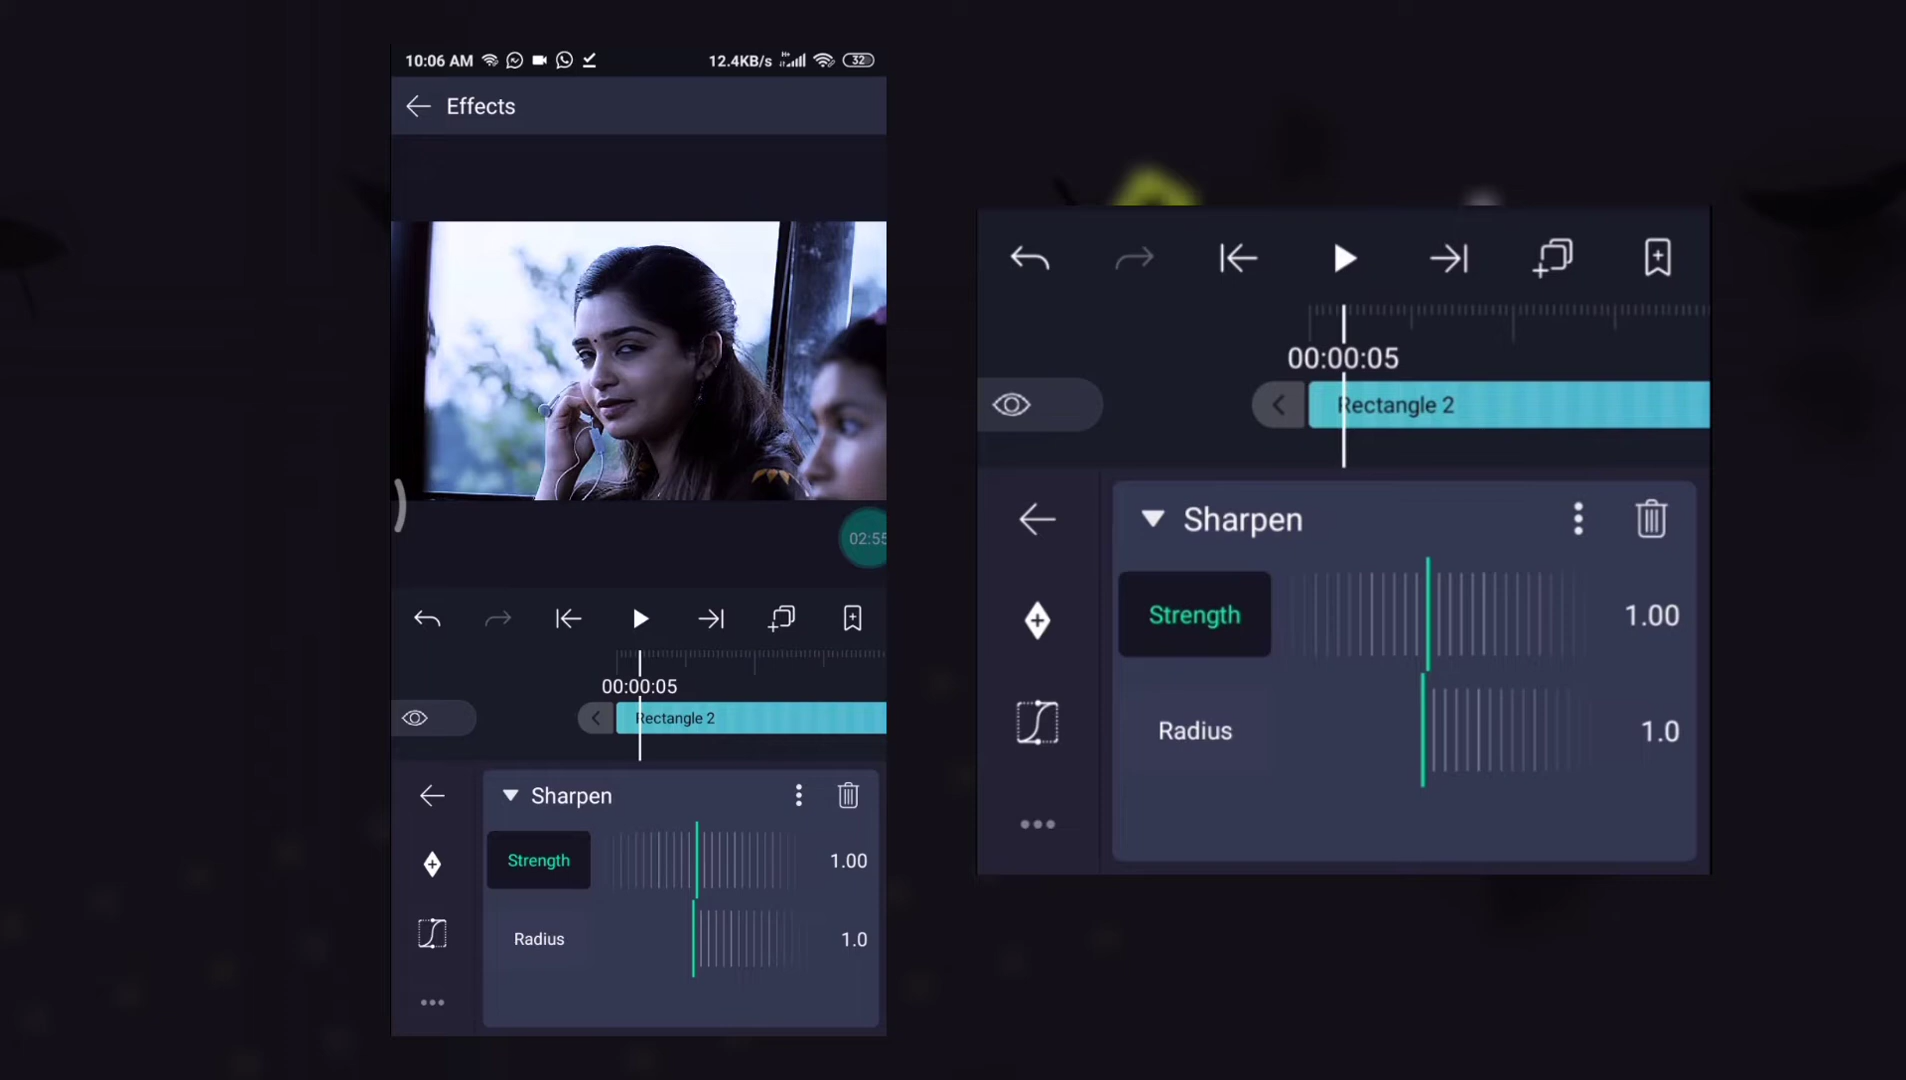 10:06 AM
12.4KB/s
H+
32
Effects
02:55
00:00:05
Rectangle 2
Sharpen
Strength
1.00
Radius
1.0
00:00:05
Rectangle 2
Sharpen
Strength
1.00
Radius
1.0